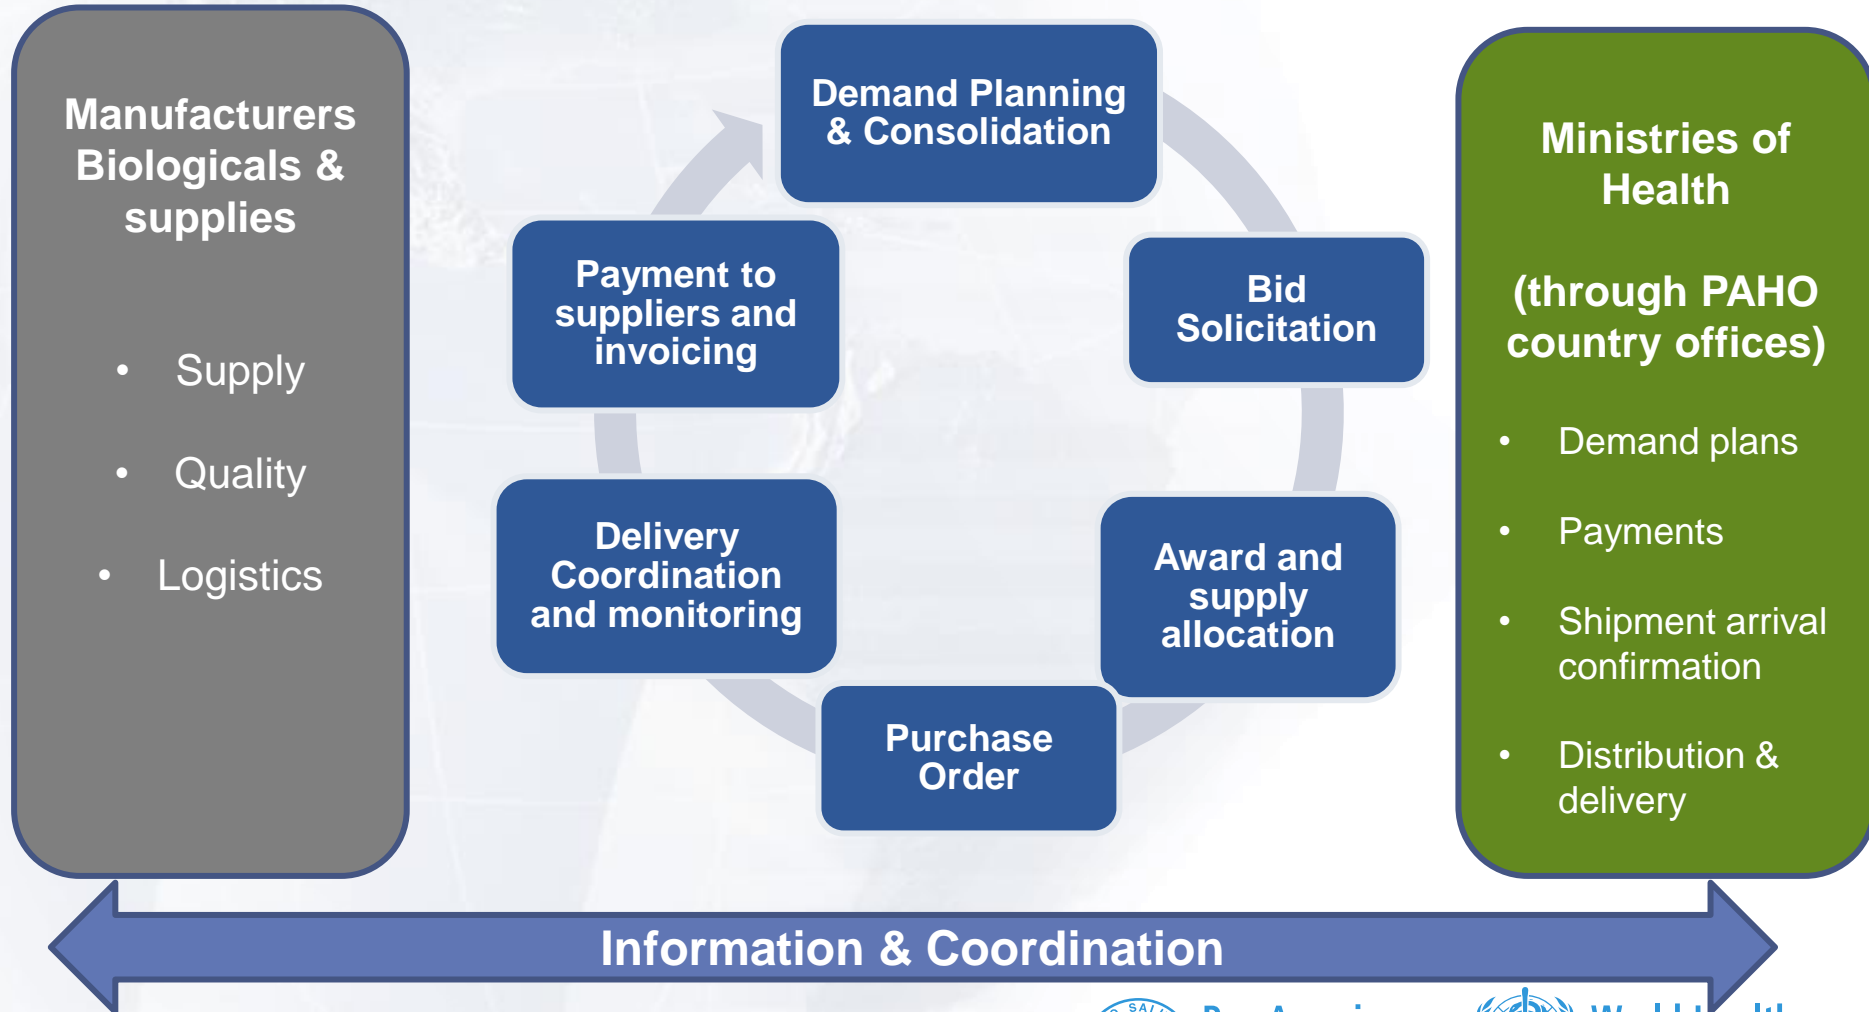 Manufacturers
Biologicals &
supplies
• Supply
• Quality
• Logistics
Demand Planning
& Consolidation
Bid
Solicitation
Award and
supply
allocation
Purchase
Order
Delivery
Coordination
and monitoring
Payment to
suppliers and
invoicing
Ministries of
Health
(through PAHO
country offices)
• Demand plans
• Payments
• Shipment arrival
confirmation
• Distribution &
delivery
Information & Coordination